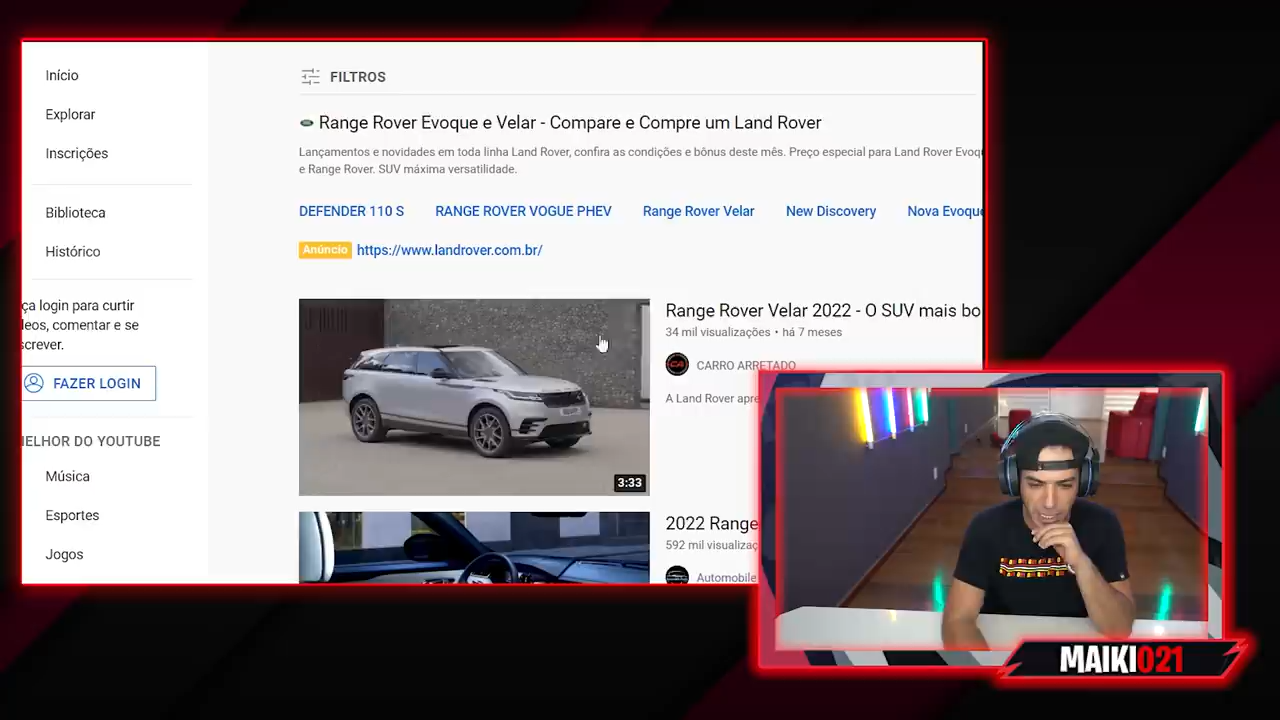 Início
Explorar
Inscrições
Biblioteca
Histórico
ça login para curtir
deos, comentar e se
screver.
FAZER LOGIN
MELHOR DO YOUTUBE
Música
Esportes
Jogos
FILTROS
Range Rover Evoque e Velar - Compare e Compre um Land Rover
Lançamentos e novidades em toda linha Land Rover, confira as condições e bônus deste mês. Preço especial para Land Rover Evoq
e Range Rover. SUV máxima versatilidade.
DEFENDER 110 S RANGE ROVER VOGUE PHEV Range Rover Velar New Discovery Nova Evoque
Anúncio https://www.landrover.com.br/
3:33
Range Rover Velar 2022 - O SUV mais bo
34 mil visualizações • há 7 meses
CARRO ARRETADO
A Land Rover apre
2022 Range
592 mil visualizaç
Automobile
MAIKI021